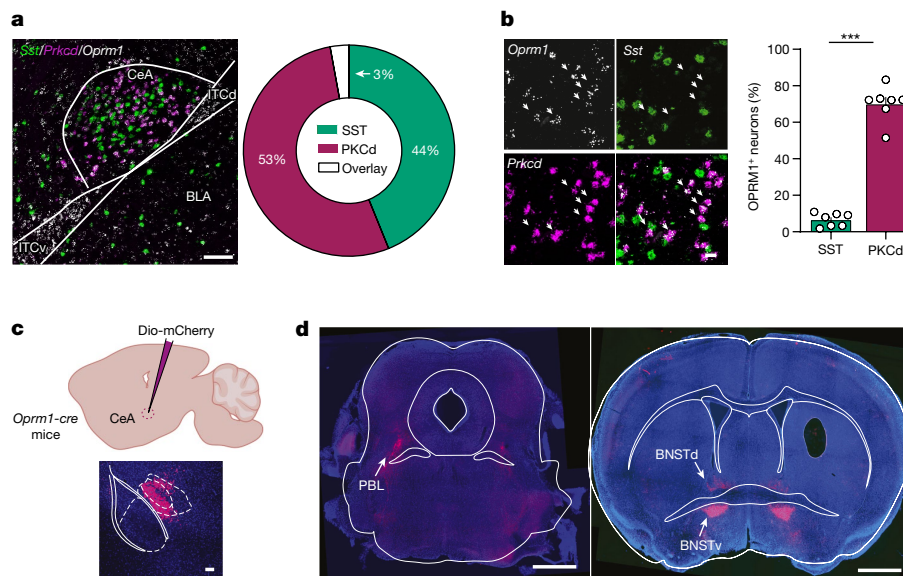 a
Sst/Prkcd/Oprm1
CeA
ITCd
BLA
ITCv
3%
53%
44%
SST
PKCd
Overlay
b
Oprm1
Sst
Prkcd
***
OPRM1+ neurons (%)
100
80
60
40
20
0
SST
PKCd
c
Dio-mCherry
Oprm1-cre
mice
CeA
d
PBL
BNSTd
BNSTv